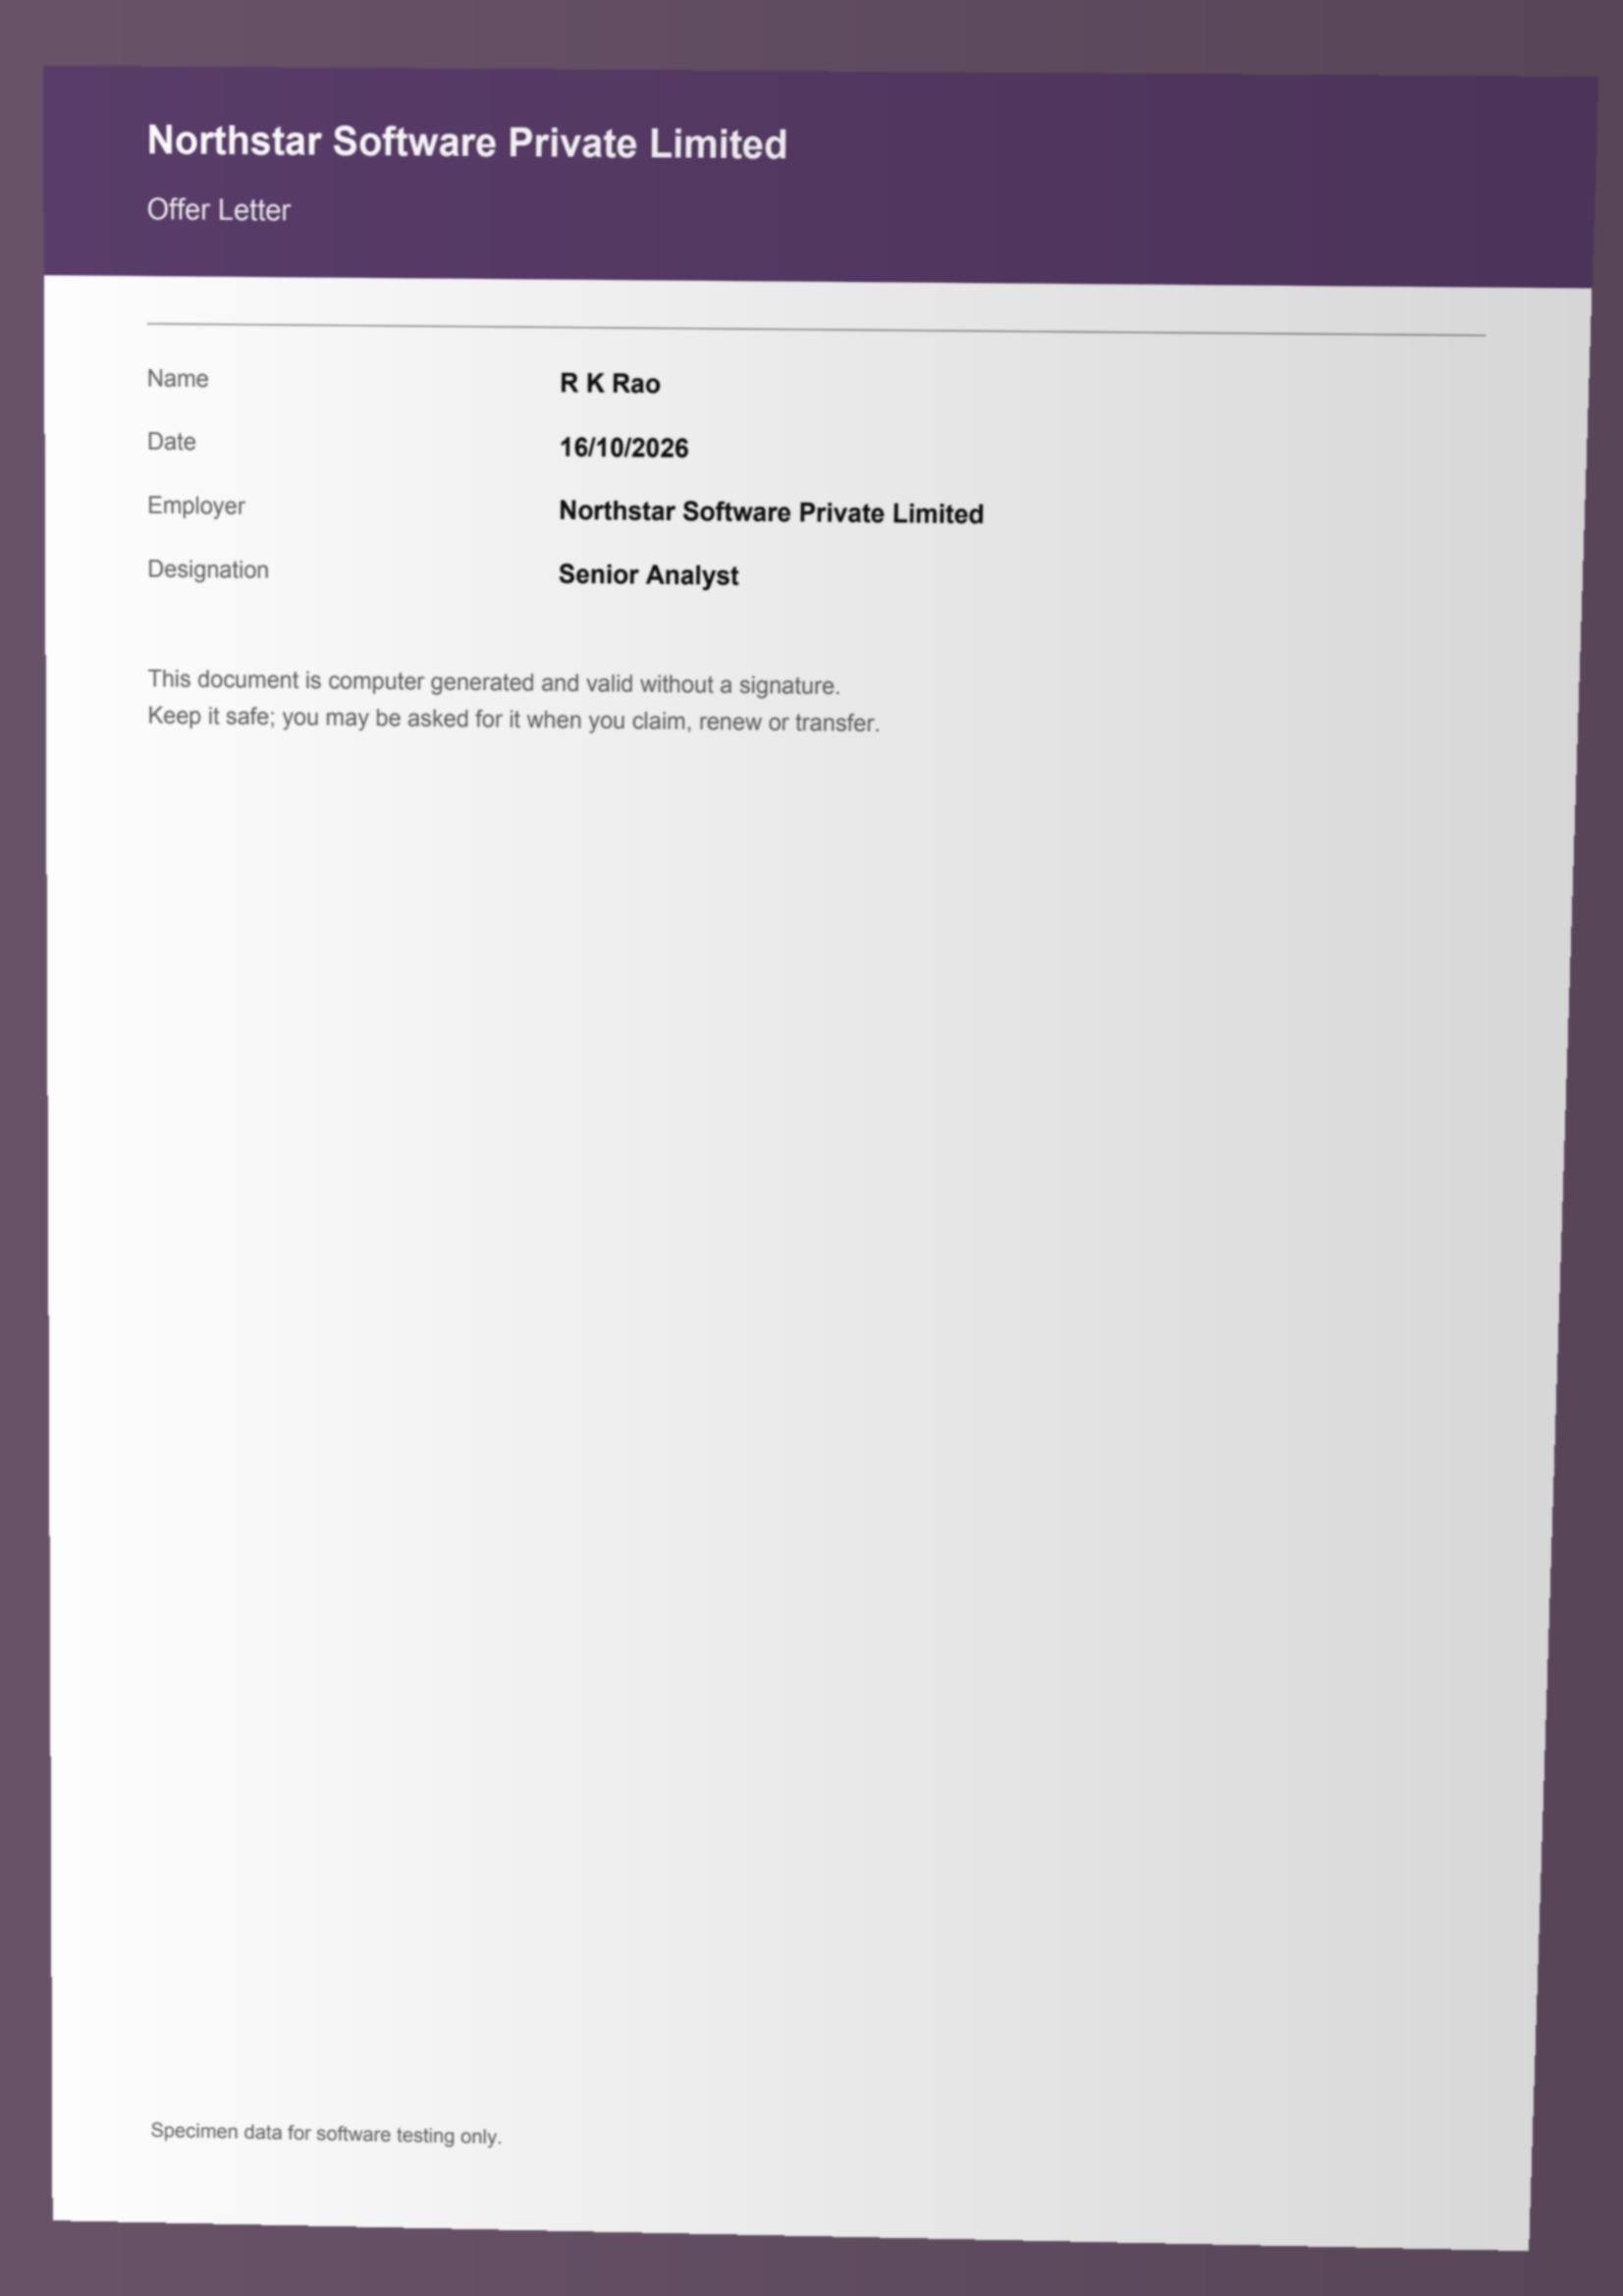 Northstar Software Private Limited
Offer Letter
Name R K Rao
Date 16/10/2026
Employer Northstar Software Private Limited
Designation Senior Analyst
This document is computer generated and valid without a signature.
Keep it safe; you may be asked for it when you claim, renew or transfer.
Specimen data for software testing only.